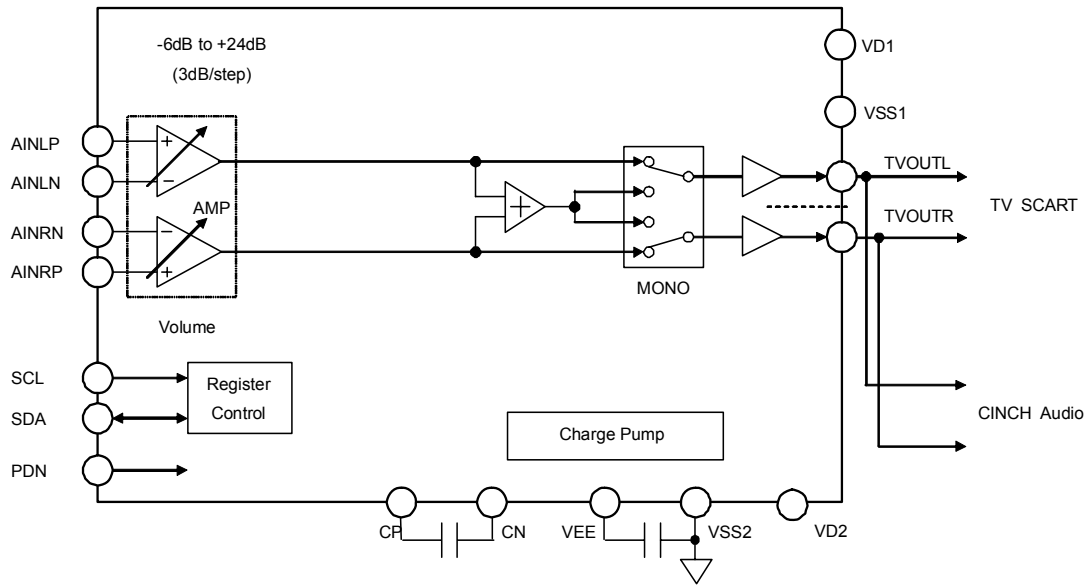 -6dB to +24dB
(3dB/step)
VD1
VSS1
AINLP
AINLN
AINRN
AINRP
+
−
AMP
−
+
+
TVOUTL
TVOUTR
TV SCART
MONO
Volume
SCL
SDA
PDN
Register
Control
Charge Pump
CINCH Audio
CP
CN
VEE
VSS2
VD2